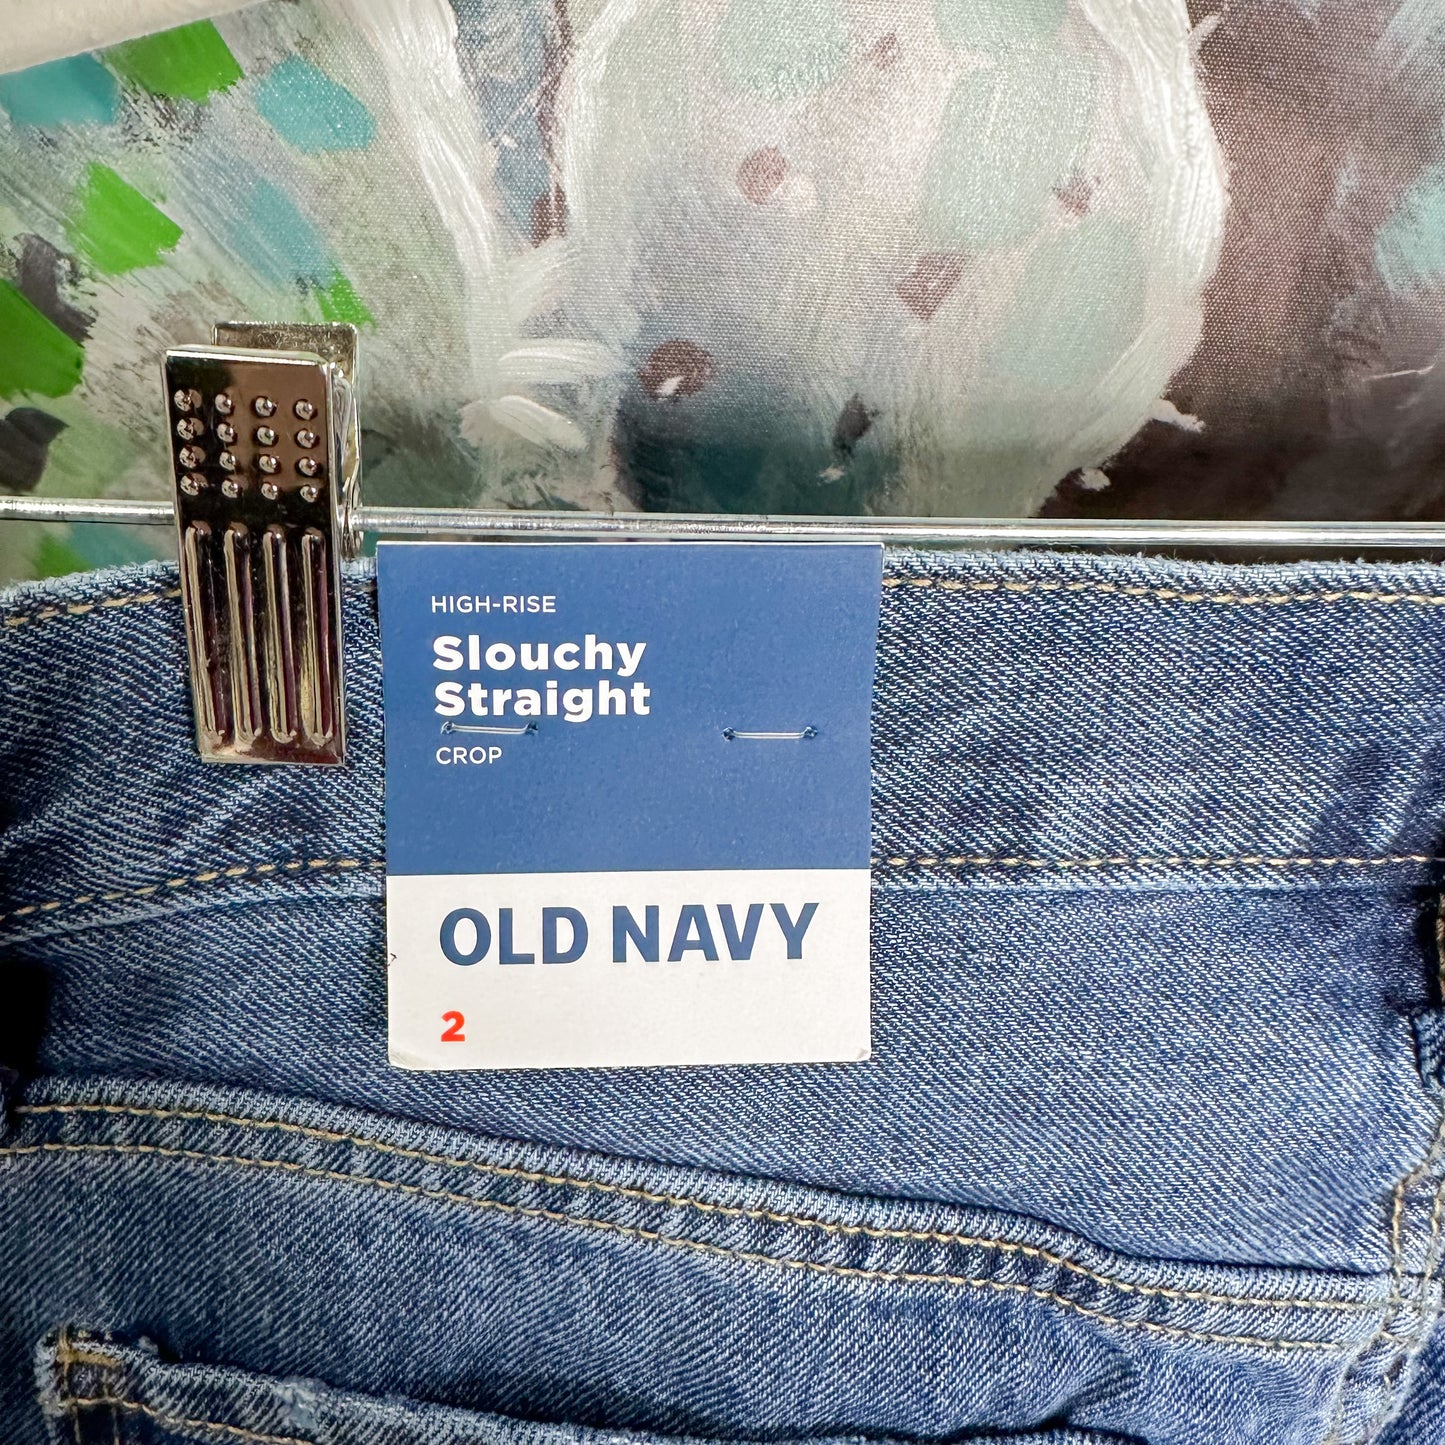 HIGH-RISE
Slouchy
Straight
CROP
OLD NAVY
2